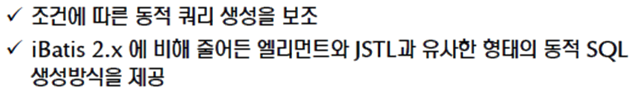 ✓ 조건에 따른 동적 쿼리 생성을 보조
✓ iBatis 2.x 에 비해 줄어든 엘리먼트와 JSTL과 유사한 형태의 동적 SQL
생성방식을 제공